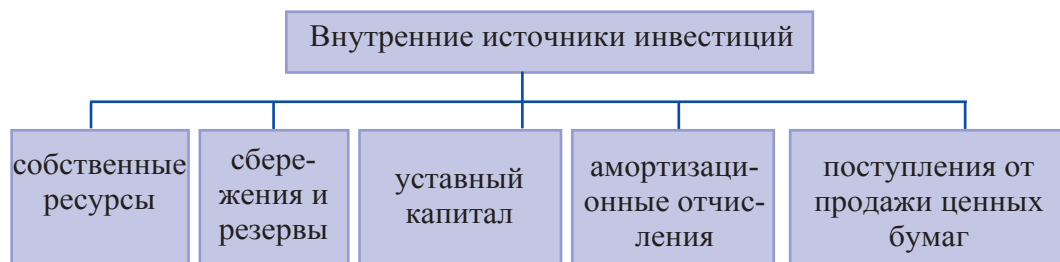 Внутренние источники инвестиций
собственные
ресурсы
сбере-
жения и
резервы
уставный
капитал
амортизаци-
онные отчис-
ления
поступления от
продажи ценных
бумаг